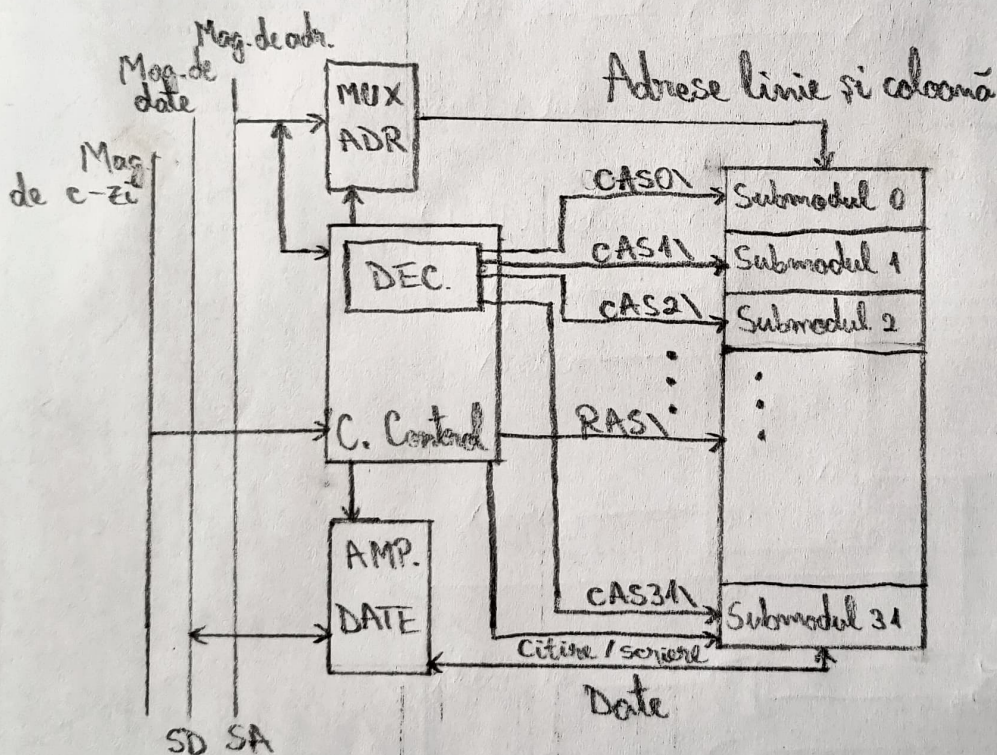 Mag. de adr.
Mag. de
date
Mag.
de c-zi
MUX
ADR
Adrese linie și coloană
CAS0\
Submodul 0
DEC.
CAS1\
Submodul 1
CAS2\
Submodul 2
C. Control
RAS\
AMP.
DATE
CAS31\
Submodul 31
Citire / scriere
Date
SD
SA